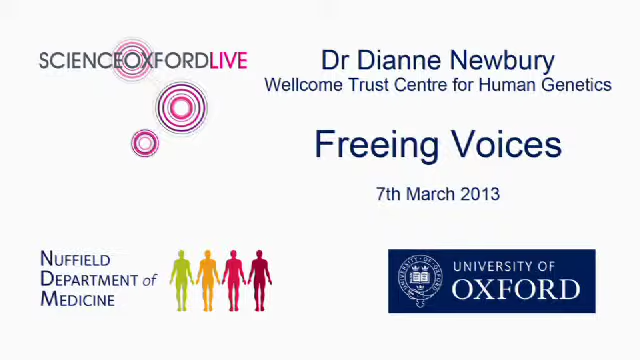 SCIENCEOXFORDLIVE
Dr Dianne Newbury
Wellcome Trust Centre for Human Genetics
Freeing Voices
7th March 2013
NUFFIELD
DEPARTMENT of
MEDICINE
UNIVERSITY OF
OXFORD